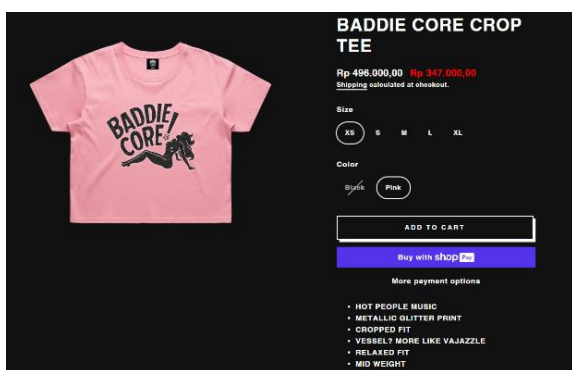 BADDIE
CORE!
BADDIE CORE CROP
TEE
Rp 496.000,00 Rp 347.000,00
Shipping calculated at checkout.
Size
XS S M L XL
Color
Black Pink
ADD TO CART
Buy with shop Pay
More payment options
• HOT PEOPLE MUSIC
• METALLIC GLITTER PRINT
• CROPPED FIT
• VESSEL? MORE LIKE VAJAZZLE
• RELAXED FIT
• MID WEIGHT